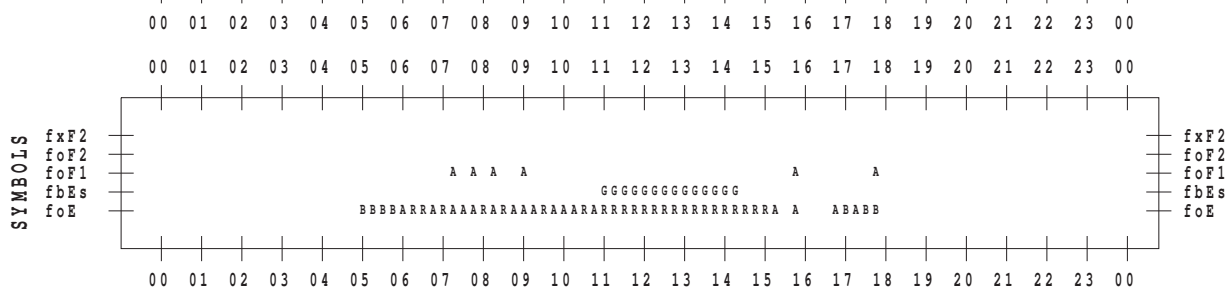 00 01 02 03 04 05 06 07 08 09 10 11 12 13 14 15 16 17 18 19 20 21 22 23 00
00 01 02 03 04 05 06 07 08 09 10 11 12 13 14 15 16 17 18 19 20 21 22 23 00
SYMBOLS
fxF2 fxF2
foF2 foF2
foF1 A A A A A A foF1
fbEs GGGGGGGGGGGGGG fbEs
foE BBBBARRARAAARARAAARAAARARRRRRRRRRRRRRRRRRA A ABABB foE
00 01 02 03 04 05 06 07 08 09 10 11 12 13 14 15 16 17 18 19 20 21 22 23 00